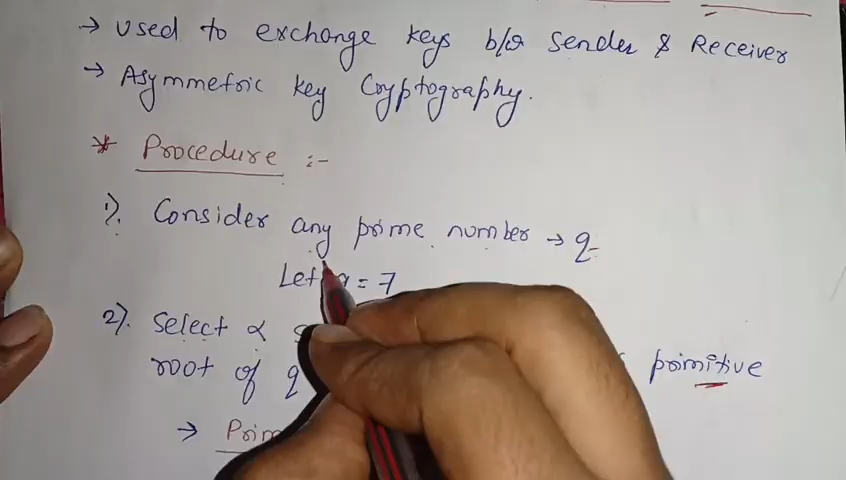 → Used to exchange keys b/w Sender & Receiver
→ Asymmetric key Cryptography.
* Procedure :-
1). Consider any prime number → q
Let q = 7
2). Select α
root of q primitive
→